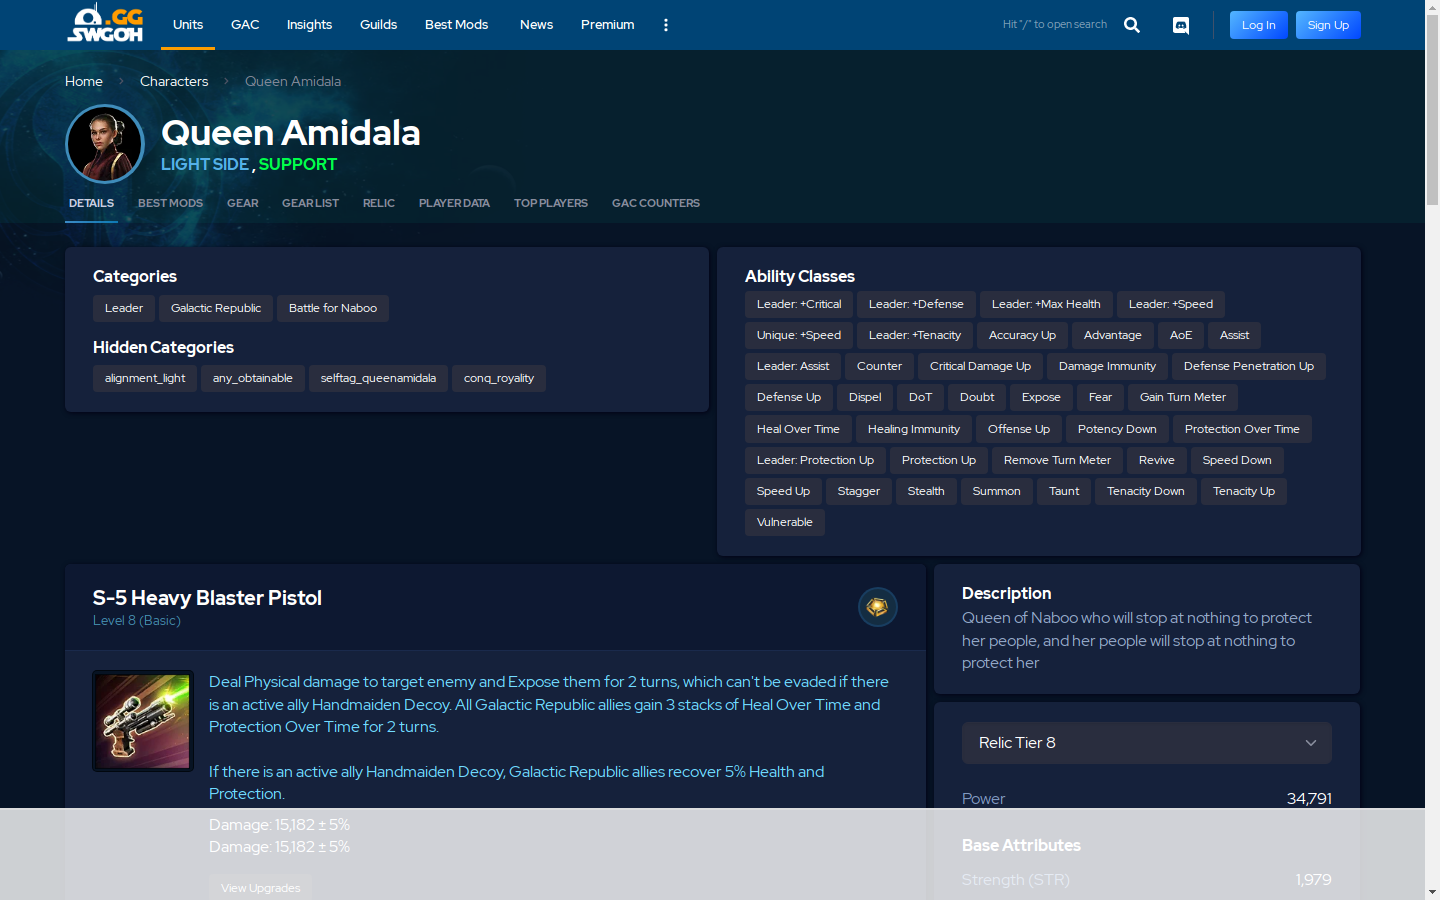 .GG
SWGOH
Units
GAC
Insights
Guilds
Best Mods
News
Premium
Hit "/" to open search
Log In
Sign Up
Home
Characters
Queen Amidala
Queen Amidala
LIGHT SIDE , SUPPORT
DETAILS
BEST MODS
GEAR
GEAR LIST
RELIC
PLAYER DATA
TOP PLAYERS
GAC COUNTERS
Categories
Leader
Galactic Republic
Battle for Naboo
Hidden Categories
alignment_light
any_obtainable
selftag_queenamidala
conq_royality
Ability Classes
Leader: +Critical
Leader: +Defense
Leader: +Max Health
Leader: +Speed
Unique: +Speed
Leader: +Tenacity
Accuracy Up
Advantage
AoE
Assist
Leader: Assist
Counter
Critical Damage Up
Damage Immunity
Defense Penetration Up
Defense Up
Dispel
DoT
Doubt
Expose
Fear
Gain Turn Meter
Heal Over Time
Healing Immunity
Offense Up
Potency Down
Protection Over Time
Leader: Protection Up
Protection Up
Remove Turn Meter
Revive
Speed Down
Speed Up
Stagger
Stealth
Summon
Taunt
Tenacity Down
Tenacity Up
Vulnerable
S-5 Heavy Blaster Pistol
Level 8 (Basic)
Deal Physical damage to target enemy and Expose them for 2 turns, which can't be evaded if there
is an active ally Handmaiden Decoy. All Galactic Republic allies gain 3 stacks of Heal Over Time and
Protection Over Time for 2 turns.
If there is an active ally Handmaiden Decoy, Galactic Republic allies recover 5% Health and
Protection.
Damage: 15,182 ± 5%
Damage: 15,182 ± 5%
View Upgrades
Description
Queen of Naboo who will stop at nothing to protect
her people, and her people will stop at nothing to
protect her
Relic Tier 8
Power 34,791
Base Attributes
Strength (STR) 1,979